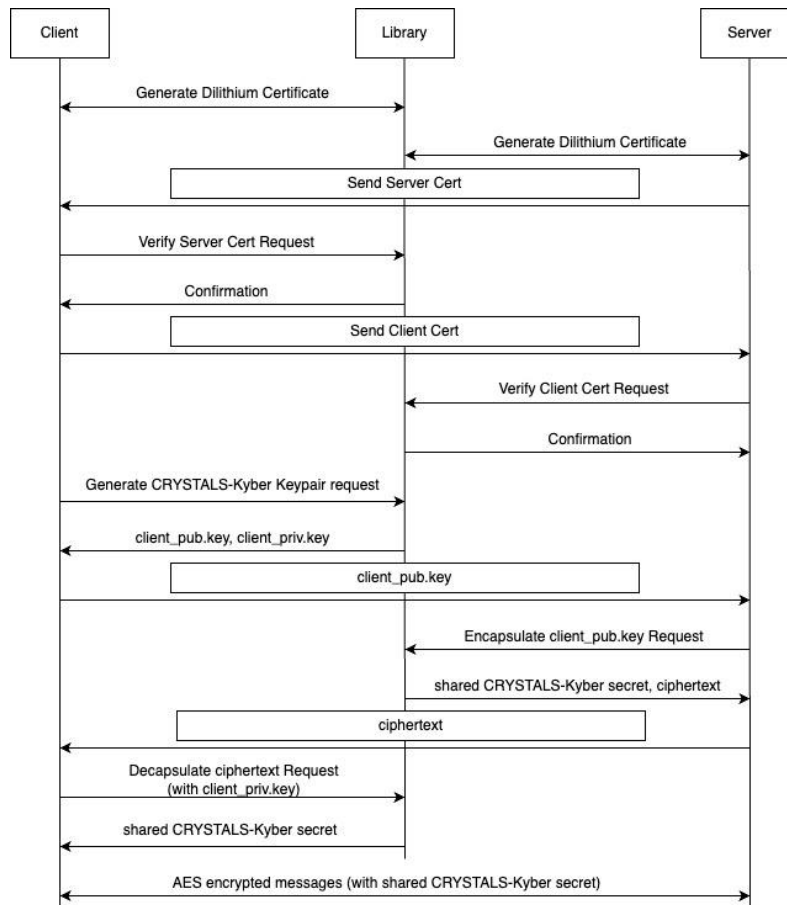 Client
Library
Server
Generate Dilithium Certificate
Generate Dilithium Certificate
Send Server Cert
Verify Server Cert Request
Confirmation
Send Client Cert
Verify Client Cert Request
Confirmation
Generate CRYSTALS-Kyber Keypair request
client_pub.key, client_priv.key
client_pub.key
Encapsulate client_pub.key Request
shared CRYSTALS-Kyber secret, ciphertext
ciphertext
Decapsulate ciphertext Request
(with client_priv.key)
shared CRYSTALS-Kyber secret
AES encrypted messages (with shared CRYSTALS-Kyber secret)